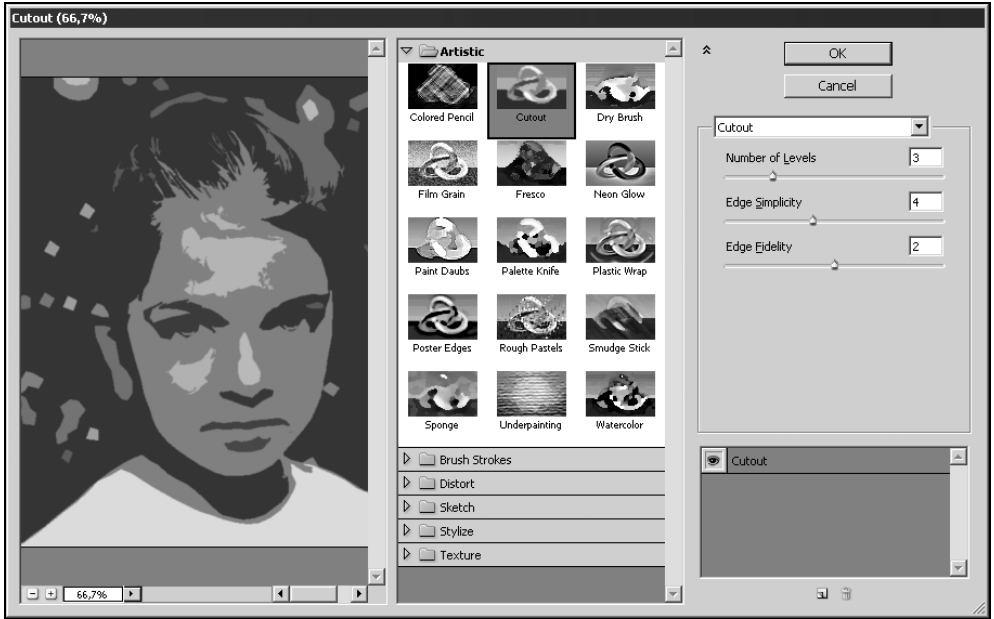 Cutout (66,7%)
Artistic
Colored Pencil
Cutout
Dry Brush
Film Grain
Fresco
Neon Glow
Paint Daubs
Palette Knife
Plastic Wrap
Poster Edges
Rough Pastels
Smudge Stick
Sponge
Underpainting
Watercolor
Brush Strokes
Distort
Sketch
Stylize
Texture
66,7%
OK
Cancel
Cutout
Number of Levels 3
Edge Simplicity 4
Edge Fidelity 2
Cutout